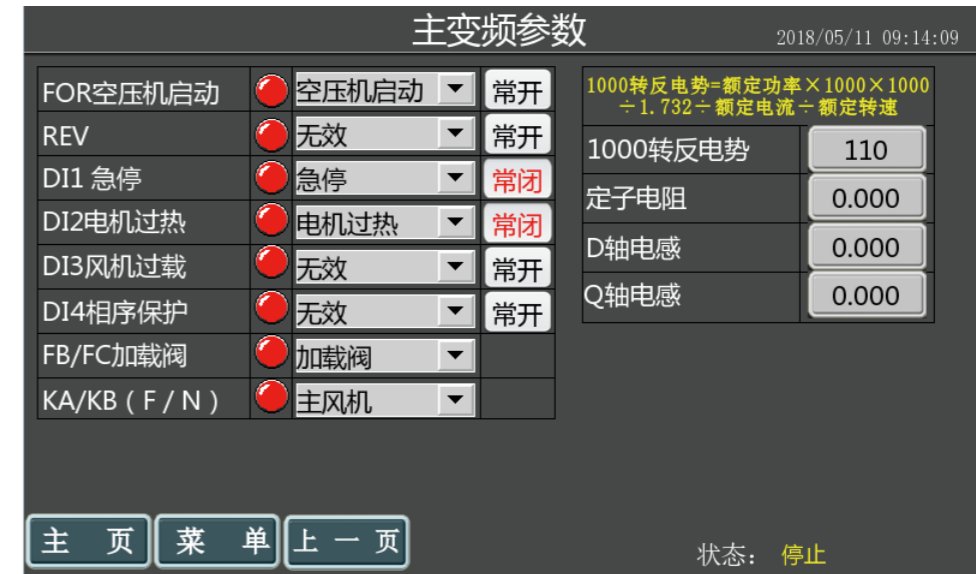 主变频参数
2018/05/11 09:14:09
FOR空压机启动 空压机启动 常开
REV 无效 常开
DI1 急停 急停 常闭
DI2电机过热 电机过热 常闭
DI3风机过载 无效 常开
DI4相序保护 无效 常开
FB/FC加载阀 加载阀
KA/KB ( F / N ) 主风机
1000转反电势=额定功率×1000×1000
÷1.732÷额定电流÷额定转速
1000转反电势 110
定子电阻 0.000
D轴电感 0.000
Q轴电感 0.000
主 页 菜 单 上 一 页
状态： 停止